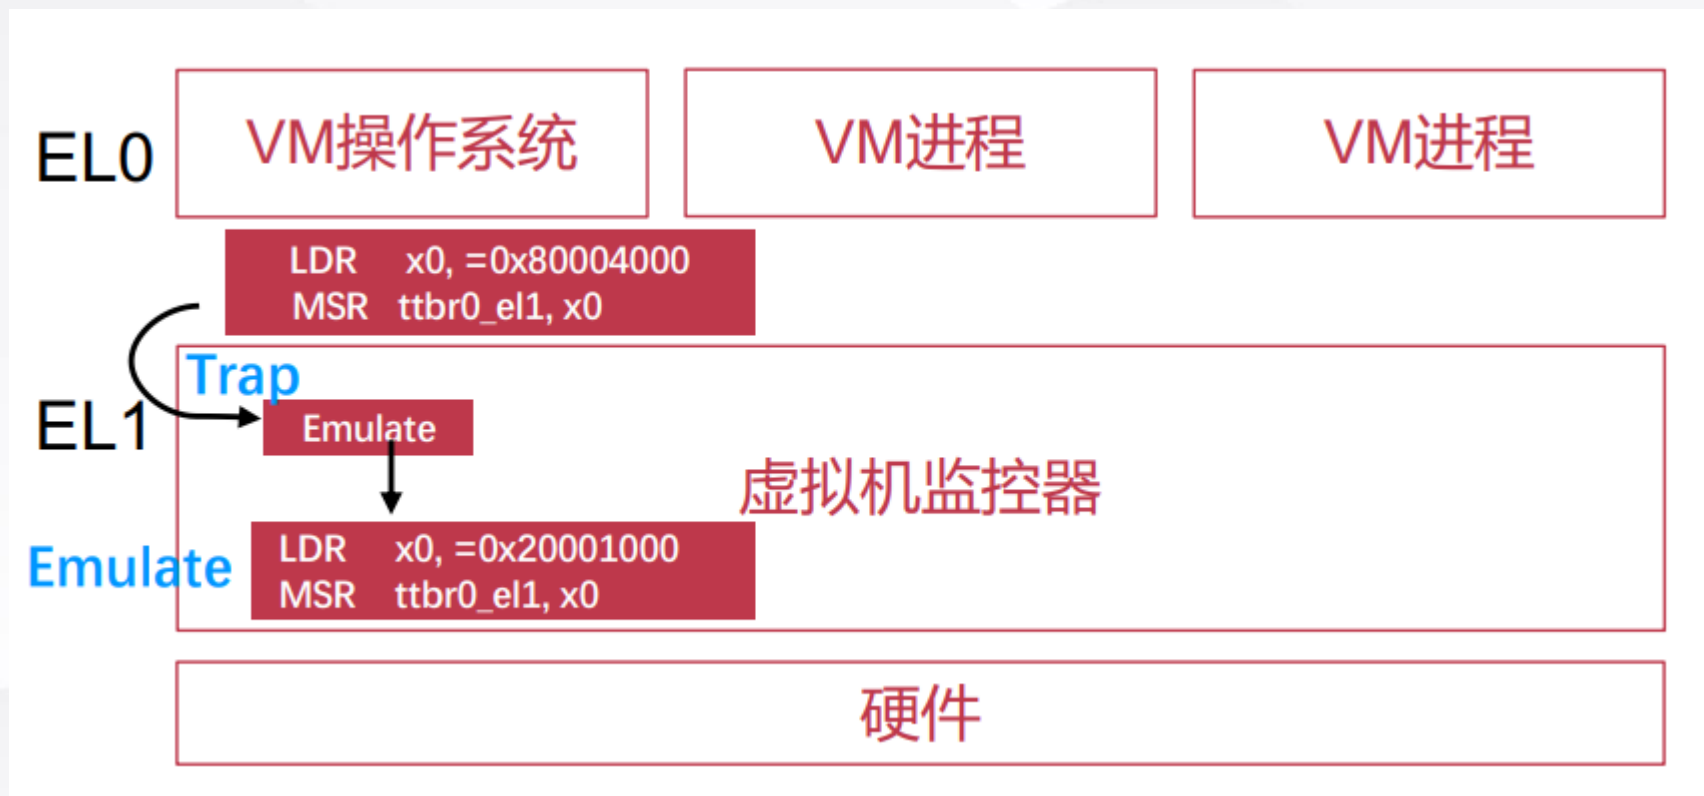 EL0
VM操作系统
VM进程
VM进程
LDR x0, =0x80004000
MSR ttbr0_el1, x0
Trap
EL1
Emulate
虚拟机监控器
Emulate
LDR x0, =0x20001000
MSR ttbr0_el1, x0
硬件